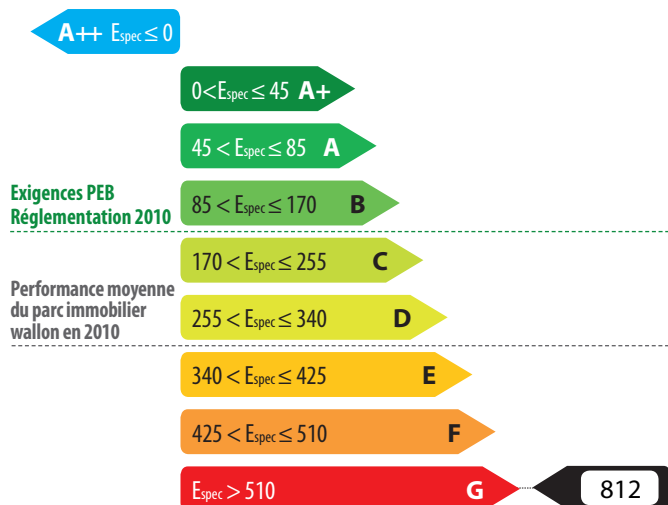 A++ Espec ≤ 0
0<Espec ≤ 45 A+
45 < Espec ≤ 85 A
Exigences PEB
Réglementation 2010
85 < Espec ≤ 170 B
170 < Espec ≤ 255 C
Performance moyenne
du parc immobilier
wallon en 2010
255 < Espec ≤ 340 D
340 < Espec ≤ 425 E
425 < Espec ≤ 510 F
Espec > 510 G 812